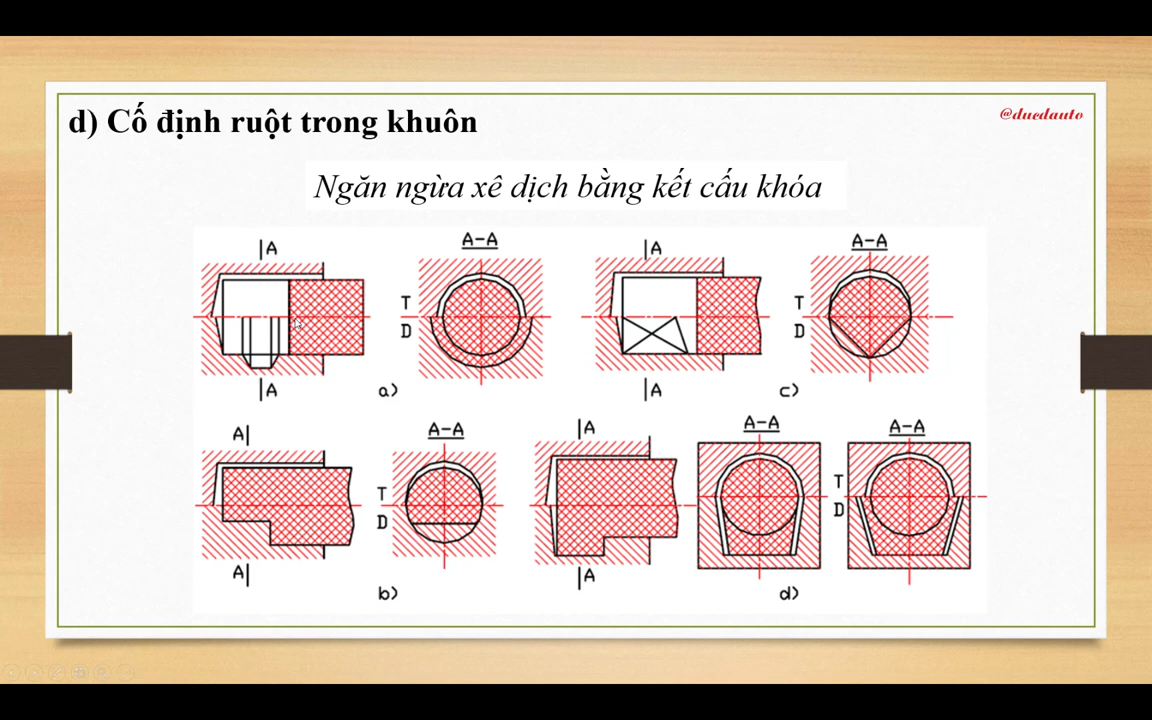 d) Cố định ruột trong khuôn
@ducdauto
Ngăn ngừa xê dịch bằng kết cấu khóa
A
A-A
A
A-A
T
D
T
D
A
a)
A
c)
A
A-A
A
A-A
A-A
T
D
T
D
A
b)
A
d)